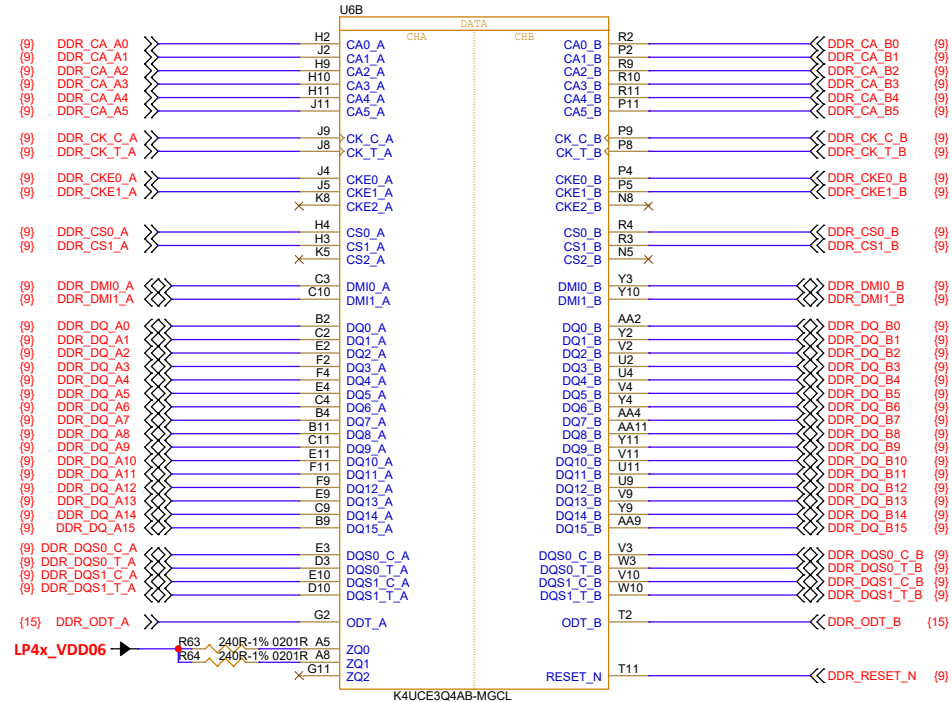 U6B
DATA
CHA CHB
{9} DDR_CA_A0 H2 CA0_A CA0_B R2 DDR_CA_B0 {9}
{9} DDR_CA_A1 J2 CA1_A CA1_B P2 DDR_CA_B1 {9}
{9} DDR_CA_A2 H9 CA2_A CA2_B R9 DDR_CA_B2 {9}
{9} DDR_CA_A3 H10 CA3_A CA3_B R10 DDR_CA_B3 {9}
{9} DDR_CA_A4 H11 CA4_A CA4_B R11 DDR_CA_B4 {9}
{9} DDR_CA_A5 J11 CA5_A CA5_B P11 DDR_CA_B5 {9}
{9} DDR_CK_C_A J9 CK_C_A CK_C_B P9 DDR_CK_C_B {9}
{9} DDR_CK_T_A J8 CK_T_A CK_T_B P8 DDR_CK_T_B {9}
{9} DDR_CKE0_A J4 CKE0_A CKE0_B P4 DDR_CKE0_B {9}
{9} DDR_CKE1_A J5 CKE1_A CKE1_B P5 DDR_CKE1_B {9}
K8 CKE2_A CKE2_B N8
{9} DDR_CS0_A H4 CS0_A CS0_B R4 DDR_CS0_B {9}
{9} DDR_CS1_A H3 CS1_A CS1_B R3 DDR_CS1_B {9}
K5 CS2_A CS2_B N5
{9} DDR_DMI0_A C3 DMI0_A DMI0_B Y3 DDR_DMI0_B {9}
{9} DDR_DMI1_A C10 DMI1_A DMI1_B Y10 DDR_DMI1_B {9}
{9} DDR_DQ_A0 B2 DQ0_A DQ0_B AA2 DDR_DQ_B0 {9}
{9} DDR_DQ_A1 C2 DQ1_A DQ1_B Y2 DDR_DQ_B1 {9}
{9} DDR_DQ_A2 E2 DQ2_A DQ2_B V2 DDR_DQ_B2 {9}
{9} DDR_DQ_A3 F2 DQ3_A DQ3_B U2 DDR_DQ_B3 {9}
{9} DDR_DQ_A4 F4 DQ4_A DQ4_B U4 DDR_DQ_B4 {9}
{9} DDR_DQ_A5 E4 DQ5_A DQ5_B V4 DDR_DQ_B5 {9}
{9} DDR_DQ_A6 C4 DQ6_A DQ6_B Y4 DDR_DQ_B6 {9}
{9} DDR_DQ_A7 B4 DQ7_A DQ7_B AA4 DDR_DQ_B7 {9}
{9} DDR_DQ_A8 B11 DQ8_A DQ8_B AA11 DDR_DQ_B8 {9}
{9} DDR_DQ_A9 C11 DQ9_A DQ9_B Y11 DDR_DQ_B9 {9}
{9} DDR_DQ_A10 E11 DQ10_A DQ10_B V11 DDR_DQ_B10 {9}
{9} DDR_DQ_A11 F11 DQ11_A DQ11_B U11 DDR_DQ_B11 {9}
{9} DDR_DQ_A12 F9 DQ12_A DQ12_B U9 DDR_DQ_B12 {9}
{9} DDR_DQ_A13 E9 DQ13_A DQ13_B V9 DDR_DQ_B13 {9}
{9} DDR_DQ_A14 C9 DQ14_A DQ14_B Y9 DDR_DQ_B14 {9}
{9} DDR_DQ_A15 B9 DQ15_A DQ15_B AA9 DDR_DQ_B15 {9}
{9} DDR_DQS0_C_A E3 DQS0_C_A DQS0_C_B V3 DDR_DQS0_C_B {9}
{9} DDR_DQS0_T_A D3 DQS0_T_A DQS0_T_B W3 DDR_DQS0_T_B {9}
{9} DDR_DQS1_C_A E10 DQS1_C_A DQS1_C_B V10 DDR_DQS1_C_B {9}
{9} DDR_DQS1_T_A D10 DQS1_T_A DQS1_T_B W10 DDR_DQS1_T_B {9}
{15} DDR_ODT_A G2 ODT_A ODT_B T2 DDR_ODT_B {15}
LP4x_VDD06 R63 240R-1% 0201R A5 ZQ0
R64 240R-1% 0201R A8 ZQ1
G11 ZQ2 RESET_N T11 DDR_RESET_N {9}
K4UCE3Q4AB-MGCL